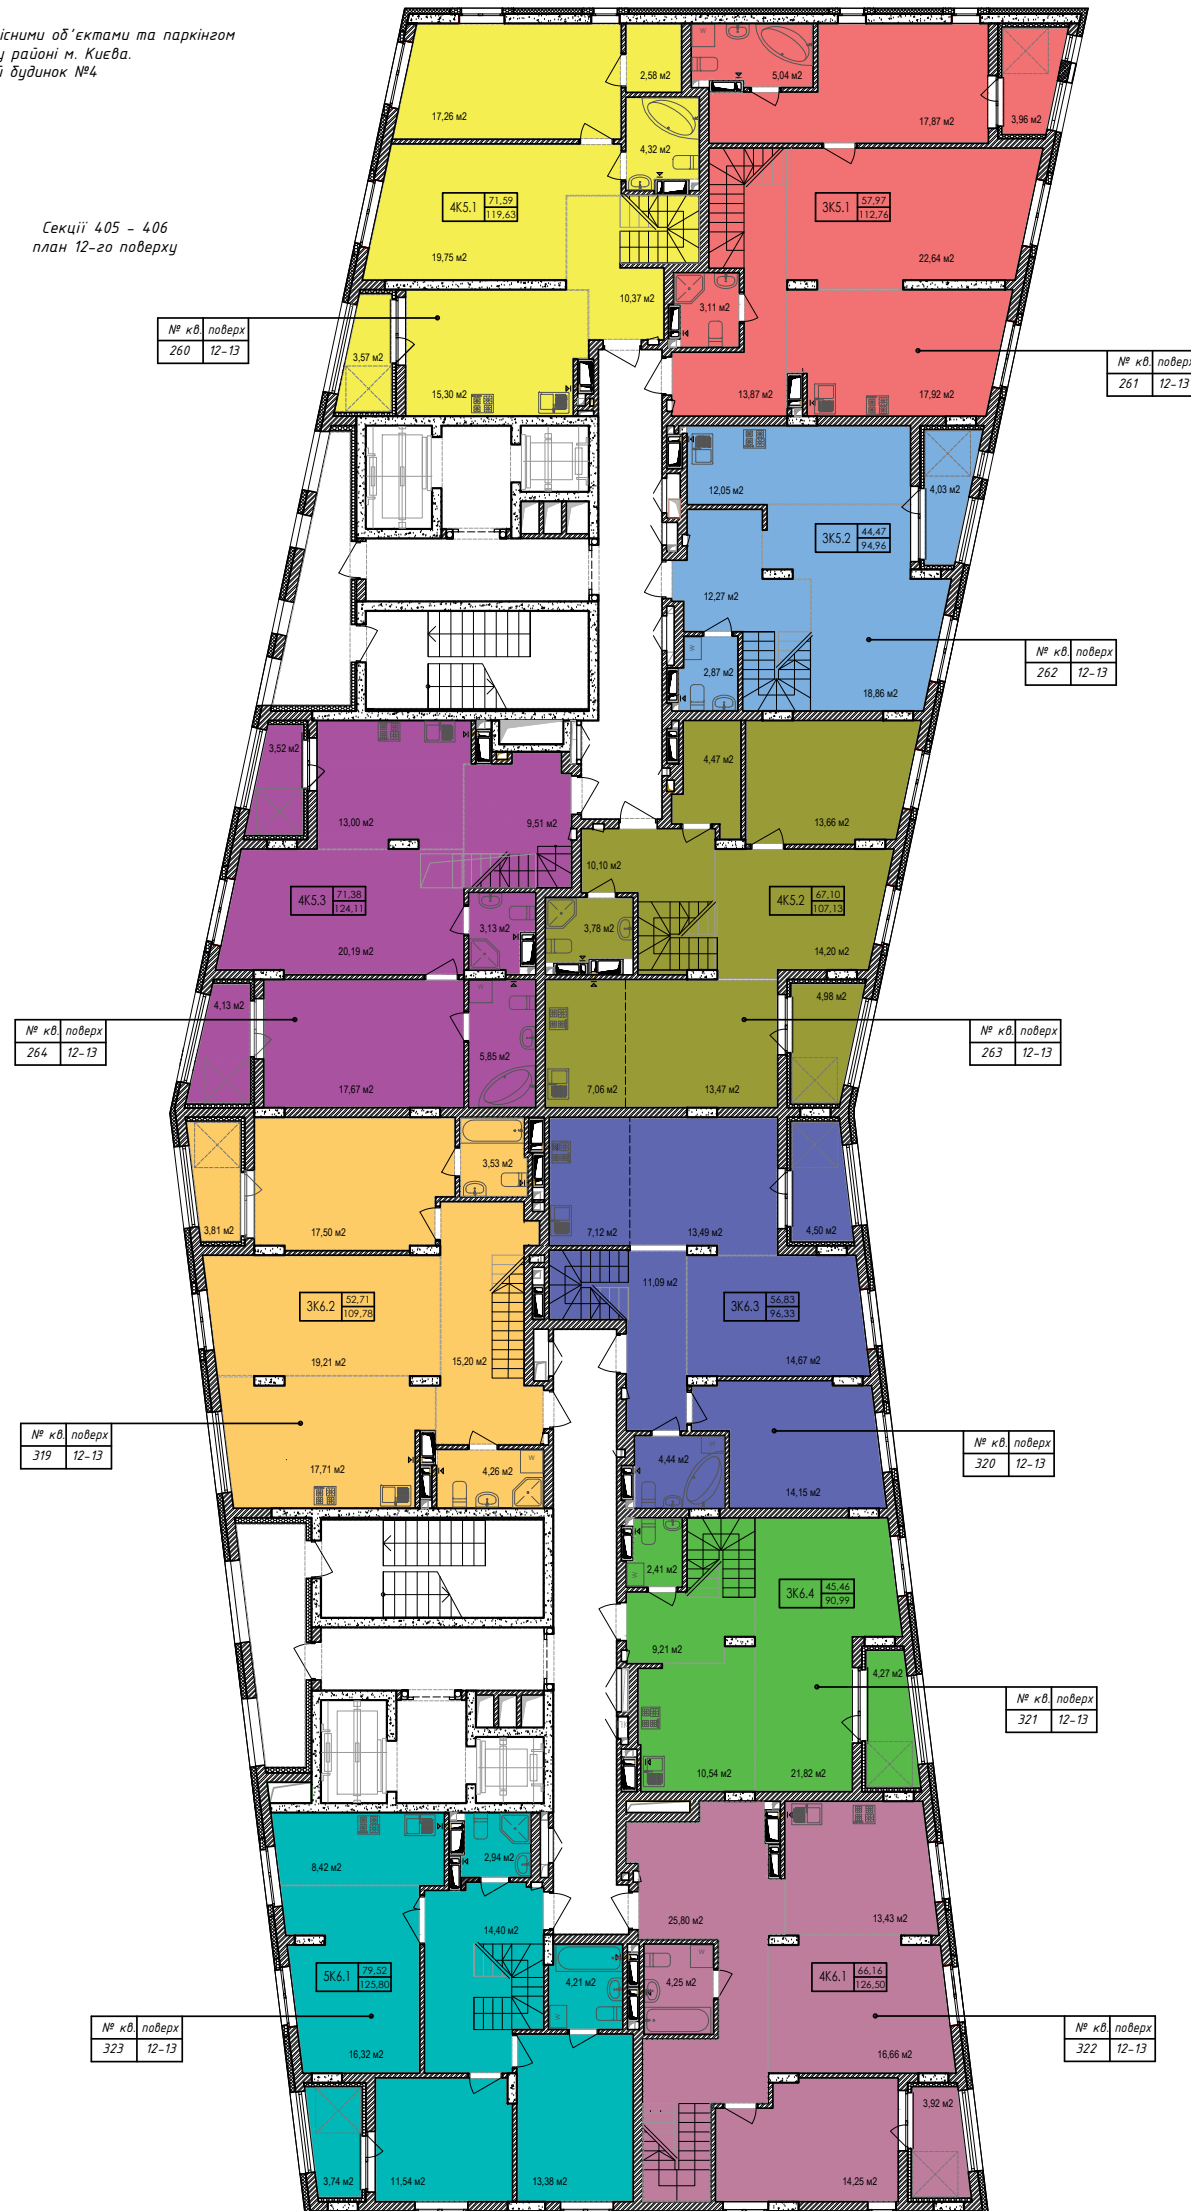 існими об'єктами та паркінгом
у районі м. Києва.
й будинок №4
Секції 405 - 406
план 12-го поверху
2,58 м2
5,04 м2
17,26 м2
17,87 м2
3,96 м2
4,32 м2
4К5.1 71,59 119,63
3К5.1 57,97 112,76
19,75 м2
22,64 м2
10,37 м2
3,11 м2
№ кв. поверх
260 12-13
3,57 м2
15,30 м2
13,87 м2
17,92 м2
№ кв. поверх
261 12-13
12,05 м2
4,03 м2
3К5.2 44,47 94,96
12,27 м2
W
2,87 м2
18,86 м2
№ кв. поверх
262 12-13
3,52 м2
4,47 м2
13,00 м2
9,51 м2
13,66 м2
10,10 м2
4К5.3 71,38 124,11
4К5.2 67,10 107,13
3,13 м2
3,78 м2
20,19 м2
14,20 м2
4,13 м2
W
4,98 м2
№ кв. поверх
264 12-13
№ кв. поверх
263 12-13
5,85 м2
17,67 м2
7,06 м2
13,47 м2
3,53 м2
3,81 м2
17,50 м2
7,12 м2
13,49 м2
4,50 м2
11,09 м2
3К6.2 52,71 109,78
3К6.3 56,83 96,33
19,21 м2
15,20 м2
14,67 м2
№ кв. поверх
319 12-13
17,71 м2
W
4,26 м2
W
4,44 м2
14,15 м2
№ кв. поверх
320 12-13
W
2,41 м2
3К6.4 45,46 90,99
9,21 м2
4,27 м2
№ кв. поверх
321 12-13
10,54 м2
21,82 м2
8,42 м2
2,94 м2
14,40 м2
25,80 м2
13,43 м2
W
5К6.1 79,52 125,80
4,21 м2
W
4,25 м2
4К6.1 66,16 126,50
№ кв. поверх
323 12-13
16,32 м2
16,66 м2
№ кв. поверх
322 12-13
3,92 м2
3,74 м2
11,54 м2
13,38 м2
14,25 м2